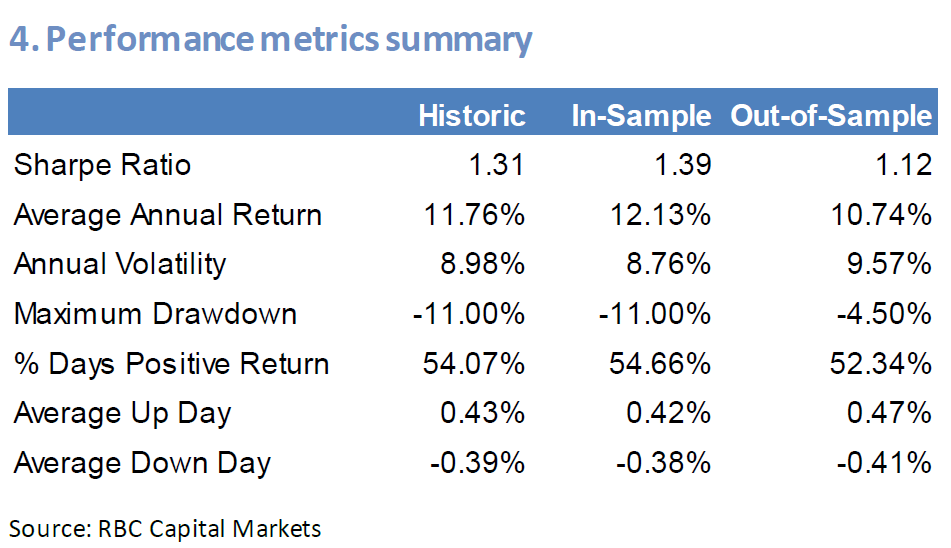 4. Performance metrics summary
Historic In-Sample Out-of-Sample
Sharpe Ratio 1.31 1.39 1.12
Average Annual Return 11.76% 12.13% 10.74%
Annual Volatility 8.98% 8.76% 9.57%
Maximum Drawdown -11.00% -11.00% -4.50%
% Days Positive Return 54.07% 54.66% 52.34%
Average Up Day 0.43% 0.42% 0.47%
Average Down Day -0.39% -0.38% -0.41%
Source: RBC Capital Markets